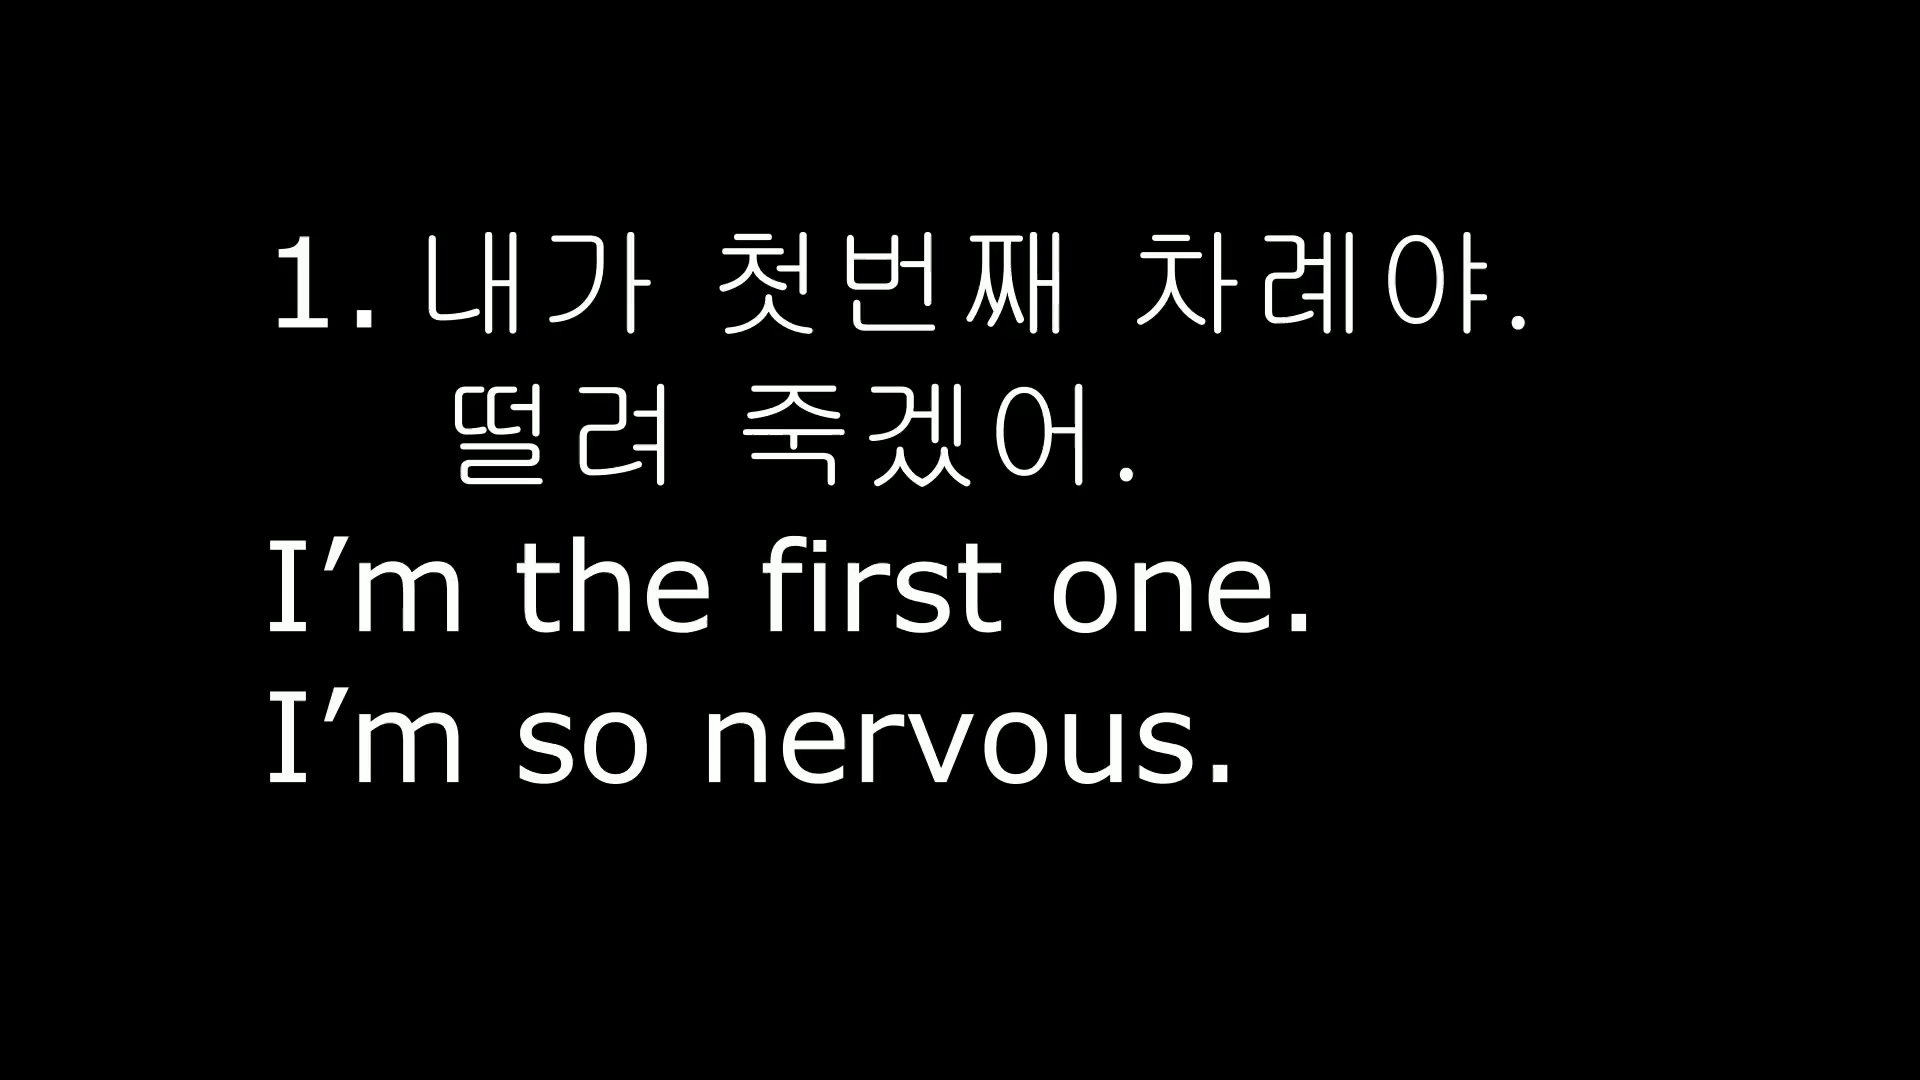 1. 내가 첫번째 차례야.
떨려 죽겠어.
I’m the first one.
I’m so nervous.